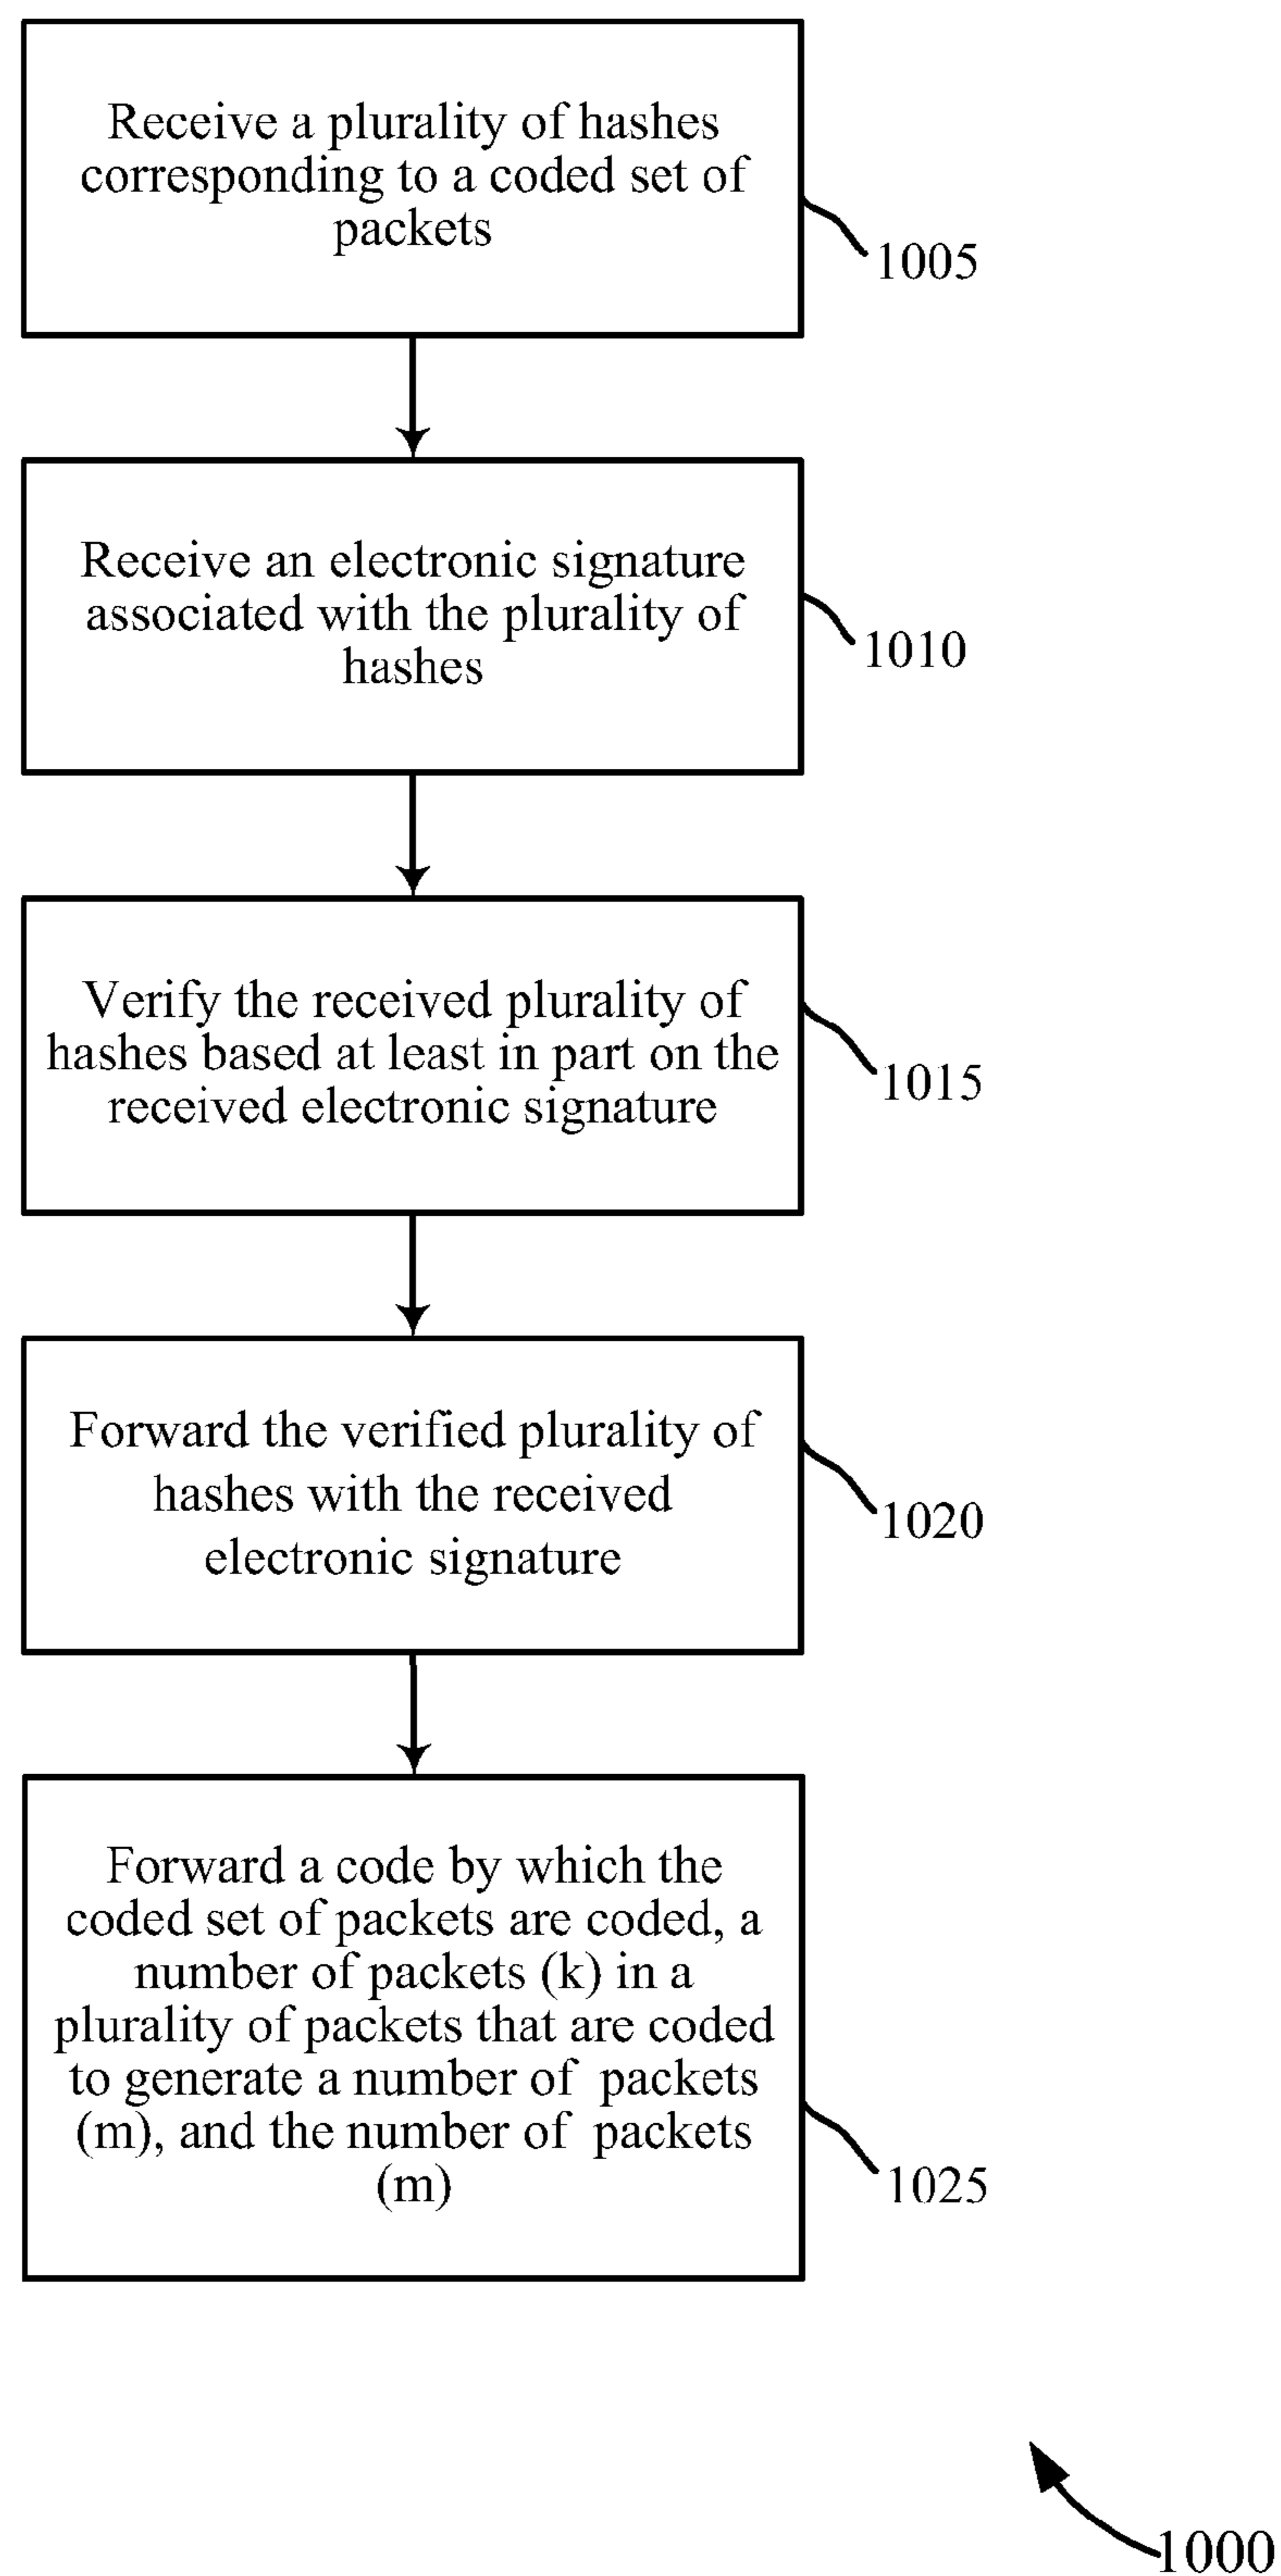 Receive a plurality of hashes
corresponding to a coded set of
packets
1005
Receive an electronic signature
associated with the plurality of
hashes
1010
Verify the received plurality of
hashes based at least in part on the
received electronic signature
1015
Forward the verified plurality of
hashes with the received
electronic signature
1020
Forward a code by which the
coded set of packets are coded, a
number of packets (k) in a
plurality of packets that are coded
to generate a number of packets
(m), and the number of packets
(m)
1025
1000